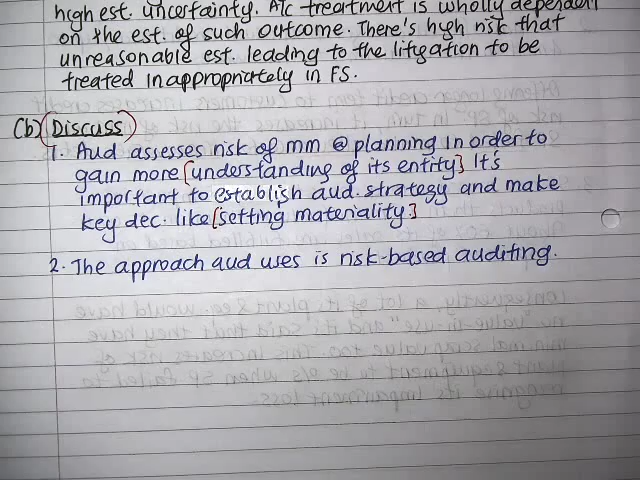 high est. uncertainty. A/c treatment is wholly dependent
on the est. of such outcome. There's high risk that
unreasonable est. leading to the litigation to be
treated inappropriately in FS.
(b) Discuss
1. Aud assesses risk of mm @ planning in order to
gain more [understanding of its entity] It's
important to establish aud. strategy and make
key dec. like [setting materiality.]
2. The approach aud uses is risk-based auditing.